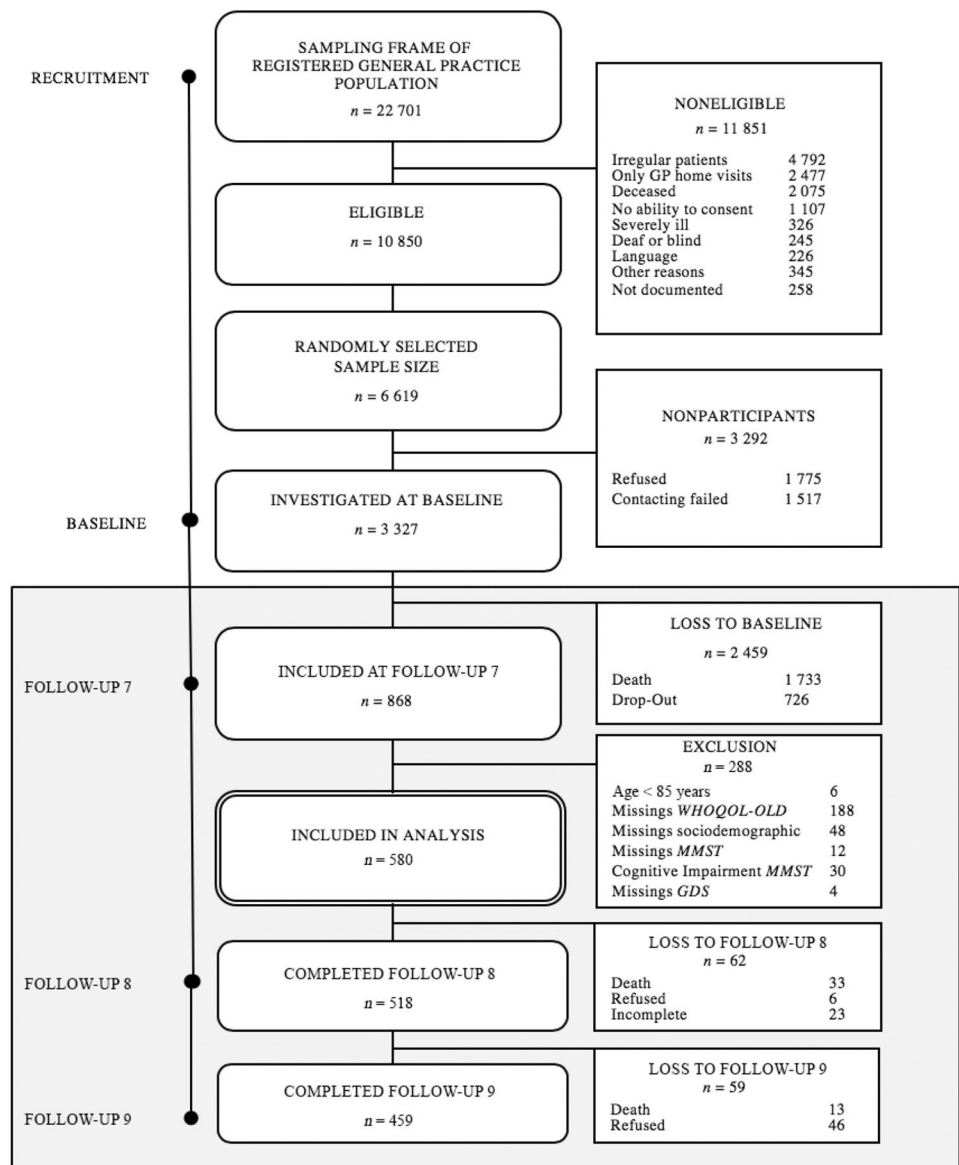 RECRUITMENT
SAMPLING FRAME OF
REGISTERED GENERAL PRACTICE
POPULATION
n = 22 701
NONELIGIBLE
n = 11 851
Irregular patients 4 792
Only GP home visits 2 477
Deceased 2 075
No ability to consent 1 107
Severely ill 326
Deaf or blind 245
Language 226
Other reasons 345
Not documented 258
ELIGIBLE
n = 10 850
RANDOMLY SELECTED
SAMPLE SIZE
n = 6 619
NONPARTICIPANTS
n = 3 292
Refused 1 775
Contacting failed 1 517
BASELINE
INVESTIGATED AT BASELINE
n = 3 327
LOSS TO BASELINE
n = 2 459
Death 1 733
Drop-Out 726
FOLLOW-UP 7
INCLUDED AT FOLLOW-UP 7
n = 868
EXCLUSION
n = 288
Age < 85 years 6
Missings WHOQOL-OLD 188
Missings sociodemographic 48
Missings MMST 12
Cognitive Impairment MMST 30
Missings GDS 4
INCLUDED IN ANALYSIS
n = 580
LOSS TO FOLLOW-UP 8
n = 62
Death 33
Refused 6
Incomplete 23
FOLLOW-UP 8
COMPLETED FOLLOW-UP 8
n = 518
LOSS TO FOLLOW-UP 9
n = 59
Death 13
Refused 46
FOLLOW-UP 9
COMPLETED FOLLOW-UP 9
n = 459